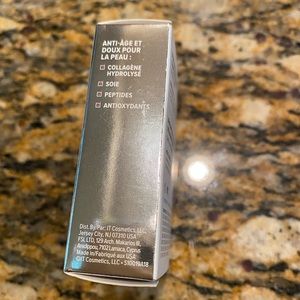 ANTI-ÂGE ET
DOUX POUR
LA PEAU :
COLLAGÈNE
HYDROLYSÉ
SOIE
PEPTIDES
ANTIOXYDANTS
Dist. By/Par: IT Cosmetics, LLC,
Jersey City, NJ 07310 USA
FSL LTD, 129 Arch. Makarios III,
Aradippou, 7102 Larnaca, Cyprus
Made in/Fabriqué aux USA
©IT Cosmetics, LLC •